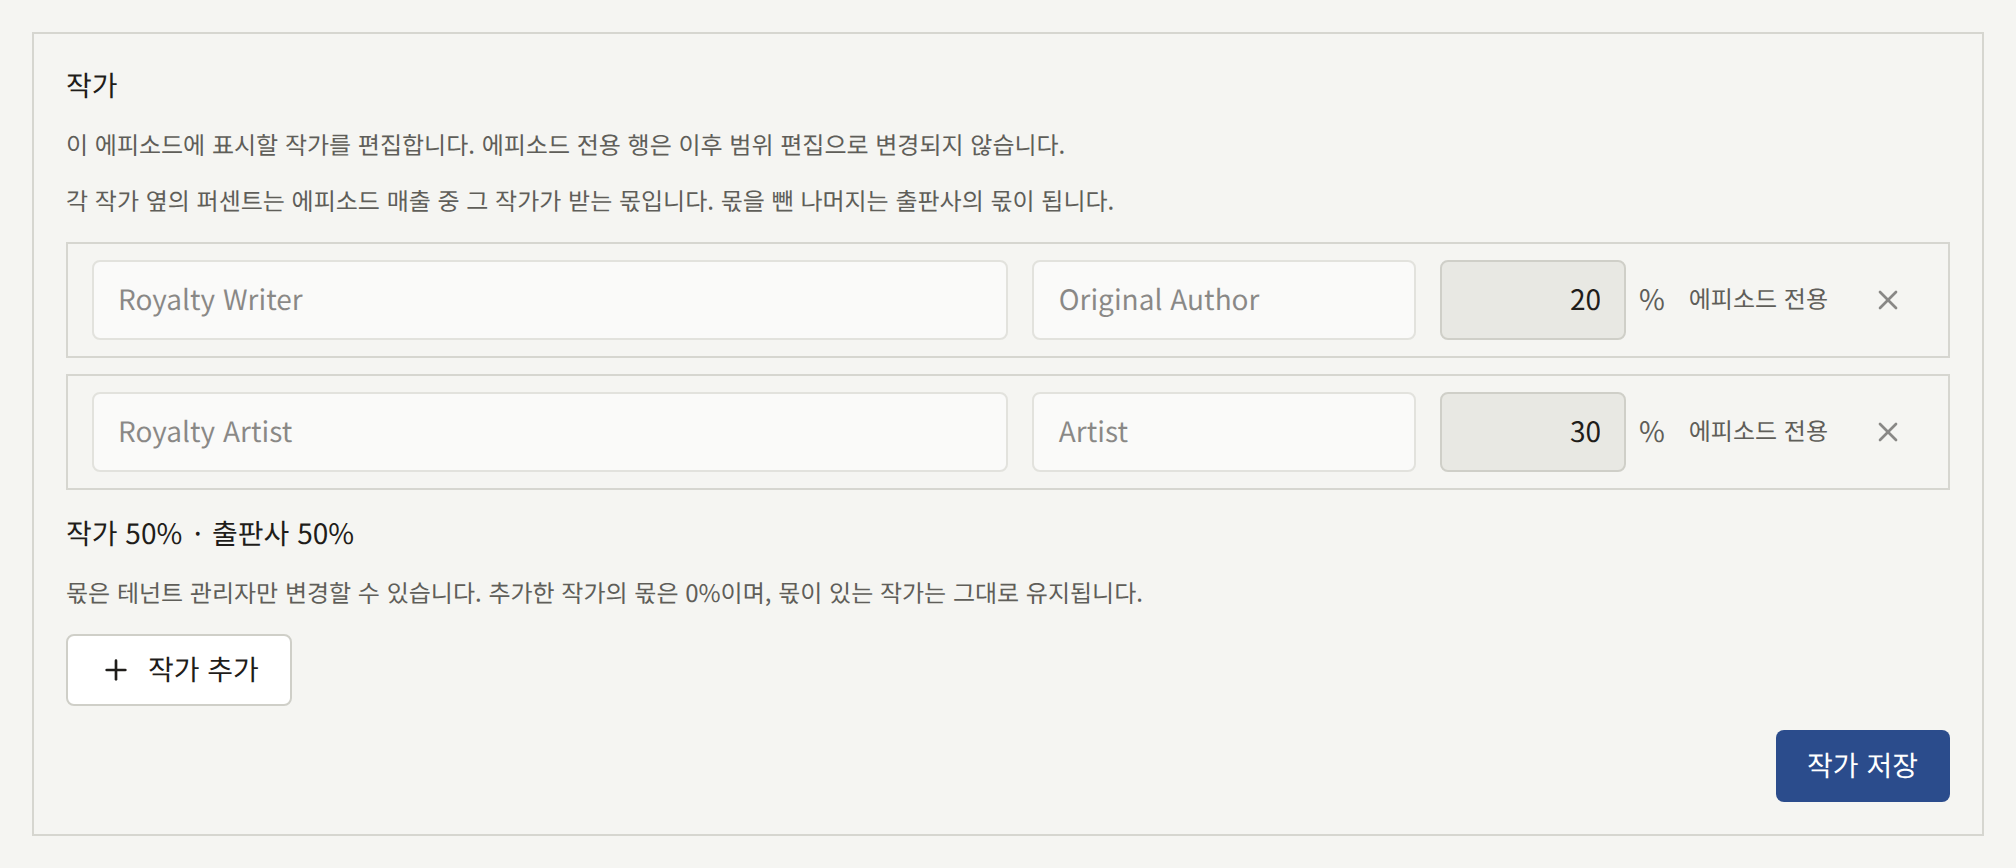 작가
이 에피소드에 표시할 작가를 편집합니다. 에피소드 전용 행은 이후 범위 편집으로 변경되지 않습니다.
각 작가 옆의 퍼센트는 에피소드 매출 중 그 작가가 받는 몫입니다. 몫을 뺀 나머지는 출판사의 몫이 됩니다.
Royalty Writer Original Author 20 % 에피소드 전용 ×
Royalty Artist Artist 30 % 에피소드 전용 ×
작가 50% · 출판사 50%
몫은 테넌트 관리자만 변경할 수 있습니다. 추가한 작가의 몫은 0%이며, 몫이 있는 작가는 그대로 유지됩니다.
+ 작가 추가
작가 저장